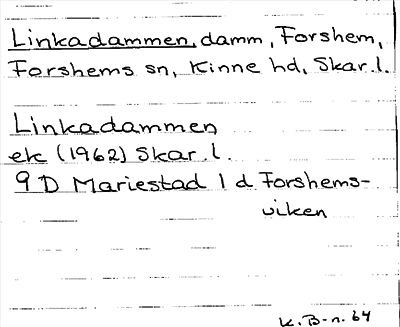 Linkadammen, damm, Forshem,
Forshems sn, Kinne hd, Skar.l.
Linkadammen
ek (1962) Skar.l.
9 D Mariestad 1 d Forshems-
viken
K.B-n. 64